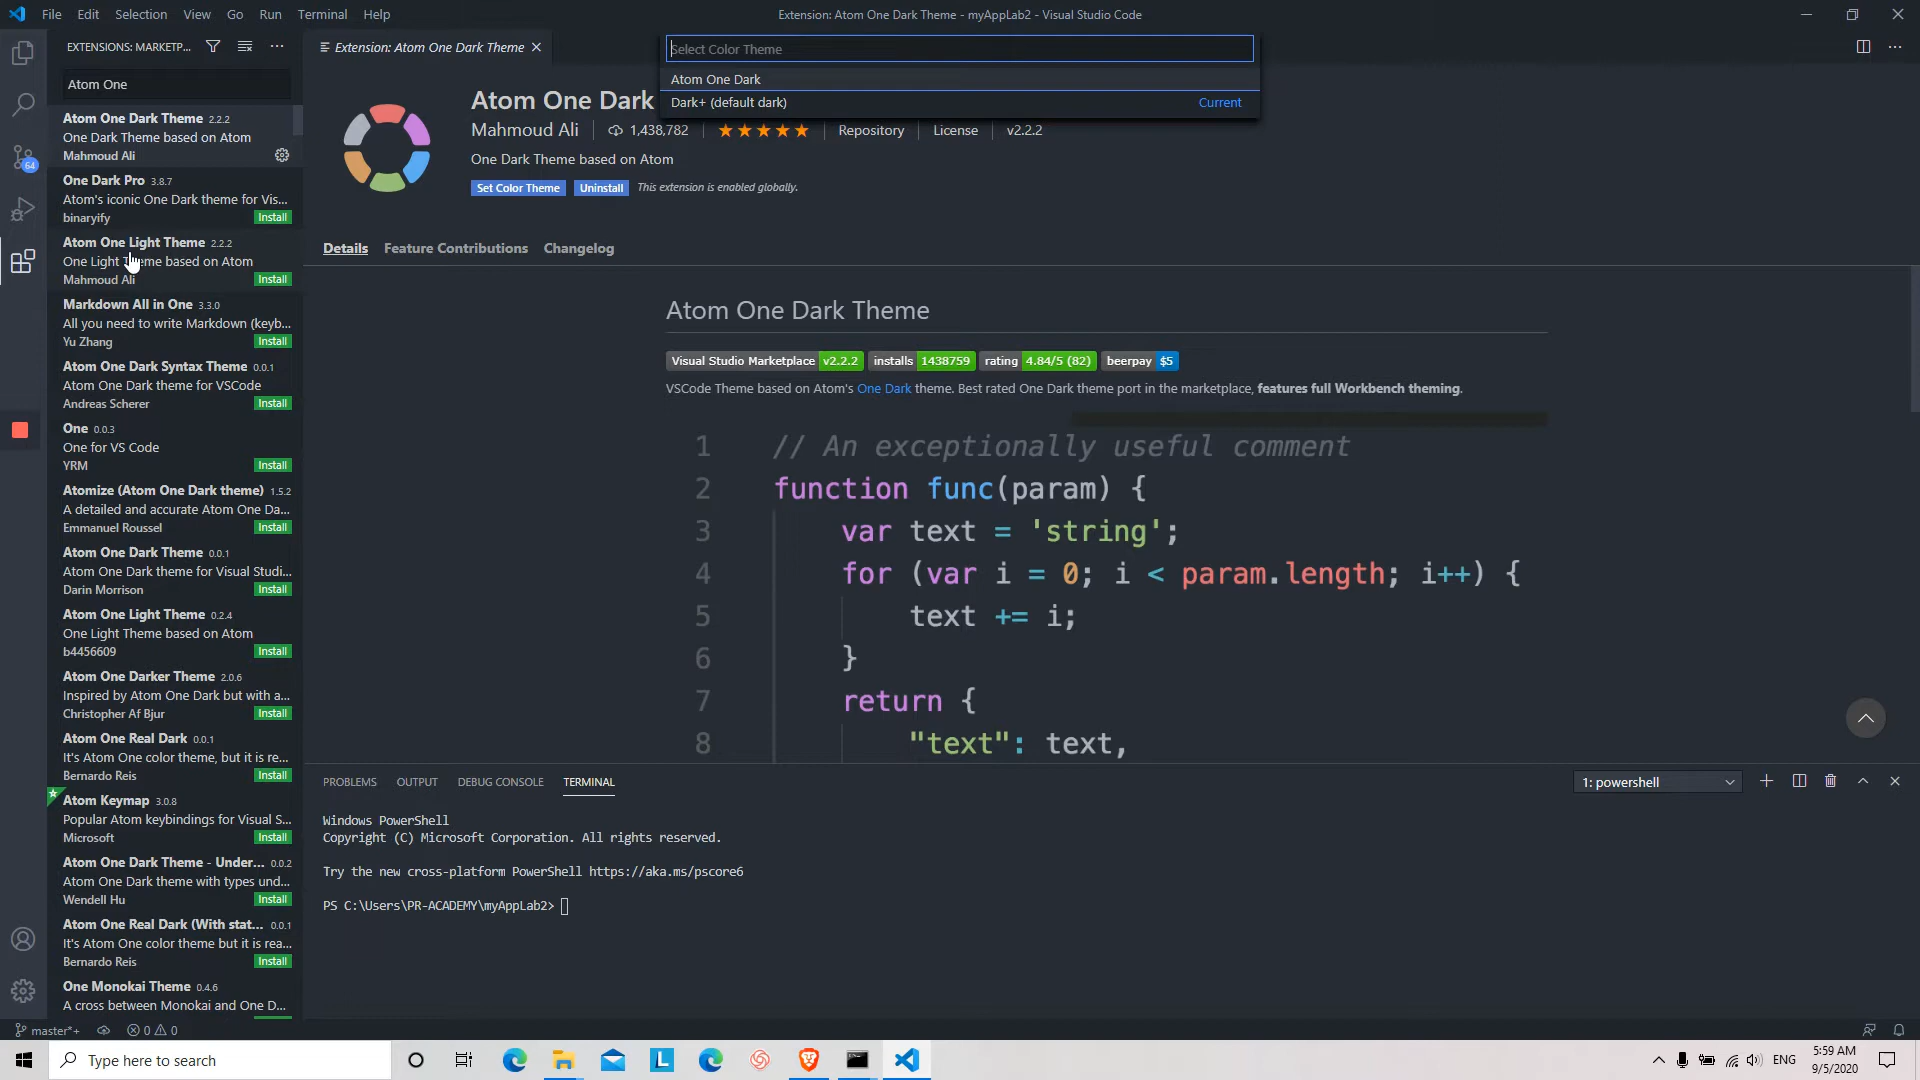 File Edit Selection View Go Run Terminal Help
Extension: Atom One Dark Theme - myAppLab2 - Visual Studio Code
EXTENSIONS: MARKETP...
Atom One
Atom One Dark Theme 2.2.2
One Dark Theme based on Atom
Mahmoud Ali
One Dark Pro 3.8.7
Atom's iconic One Dark theme for Vis...
binaryify Install
Atom One Light Theme 2.2.2
One Light Theme based on Atom
Mahmoud Ali Install
Markdown All in One 3.3.0
All you need to write Markdown (keyb...
Yu Zhang Install
Atom One Dark Syntax Theme 0.0.1
Atom One Dark theme for VSCode
Andreas Scherer Install
One 0.0.3
One for VS Code
YRM Install
Atomize (Atom One Dark theme) 1.5.2
A detailed and accurate Atom One Da...
Emmanuel Roussel Install
Atom One Dark Theme 0.0.1
Atom One Dark theme for Visual Studi...
Darin Morrison Install
Atom One Light Theme 0.2.4
One Light Theme based on Atom
b4456609 Install
Atom One Darker Theme 2.0.6
Inspired by Atom One Dark but with a...
Christopher Af Bjur Install
Atom One Real Dark 0.0.1
It's Atom One color theme, but it is re...
Bernardo Reis Install
Atom Keymap 3.0.8
Popular Atom keybindings for Visual S...
Microsoft Install
Atom One Dark Theme - Under... 0.0.2
Atom One Dark theme with types und...
Wendell Hu Install
Atom One Real Dark (With stat... 0.0.1
It's Atom One color theme but it is rea...
Bernardo Reis Install
One Monokai Theme 0.4.6
A cross between Monokai and One D...
64
Extension: Atom One Dark Theme
Select Color Theme
Atom One Dark
Dark+ (default dark) Current
Atom One Dark
Mahmoud Ali 1,438,782 Repository License v2.2.2
One Dark Theme based on Atom
Set Color Theme Uninstall This extension is enabled globally.
Details Feature Contributions Changelog
Atom One Dark Theme
Visual Studio Marketplace v2.2.2 installs 1438759 rating 4.84/5 (82) beerpay $5
VSCode Theme based on Atom's One Dark theme. Best rated One Dark theme port in the marketplace, features full Workbench theming.
1 // An exceptionally useful comment
2 function func(param) {
3 var text = 'string';
4 for (var i = 0; i < param.length; i++) {
5 text += i;
6 }
7 return {
8 "text": text,
PROBLEMS OUTPUT DEBUG CONSOLE TERMINAL 1: powershell
Windows PowerShell
Copyright (C) Microsoft Corporation. All rights reserved.
Try the new cross-platform PowerShell https://aka.ms/pscore6
PS C:\Users\PR-ACADEMY\myAppLab2>
master*+ 0 0
Type here to search
L
ENG
5:59 AM
9/5/2020